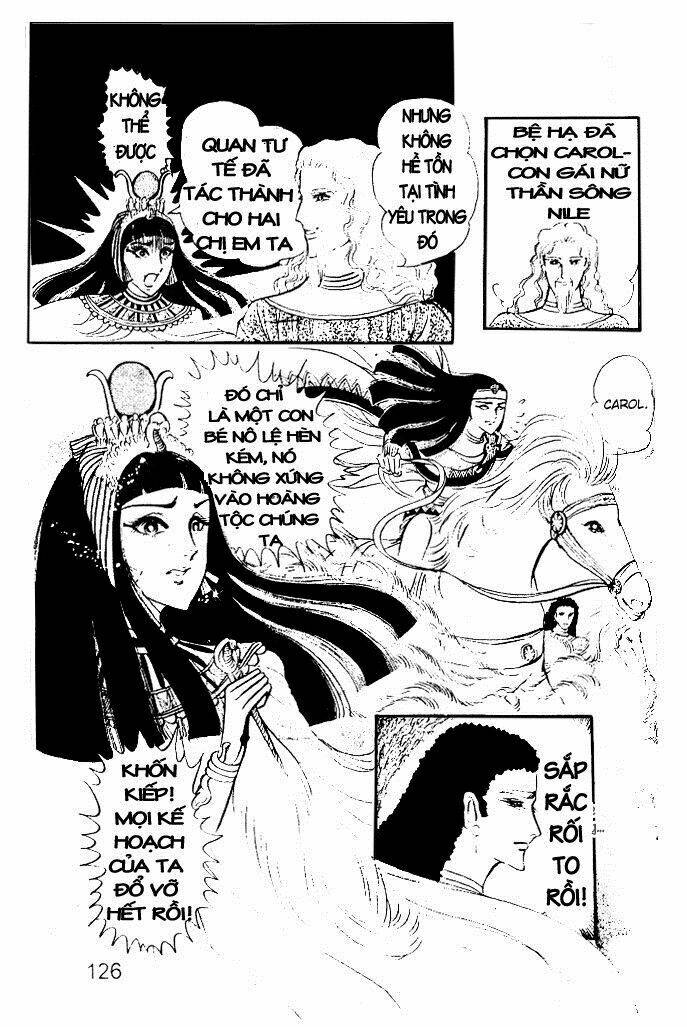 BỆ HẠ ĐÃ
CHỌN CAROL-
CON GÁI NỮ
THẦN SÔNG
NILE
NHƯNG
KHÔNG
HỀ TỒN
TẠI TÌNH
YÊU TRONG
ĐÓ
QUAN TƯ
TẾ ĐÃ
TÁC THÀNH
CHO HAI
CHỊ EM TA
KHÔNG
THỂ
ĐƯỢC
CAROL.
ĐÓ CHỈ
LÀ MỘT CON
BÉ NÔ LỆ HÈN
KÉM, NÓ
KHÔNG XỨNG
VÀO HOÀNG
TỘC CHÚNG
TA
SẮP
RẮC
RỐI
TO
RỒI!
KHỐN
KIẾP!
MỌI KẾ
HOẠCH
CỦA TA
ĐỔ VỠ
HẾT RỒI!
126